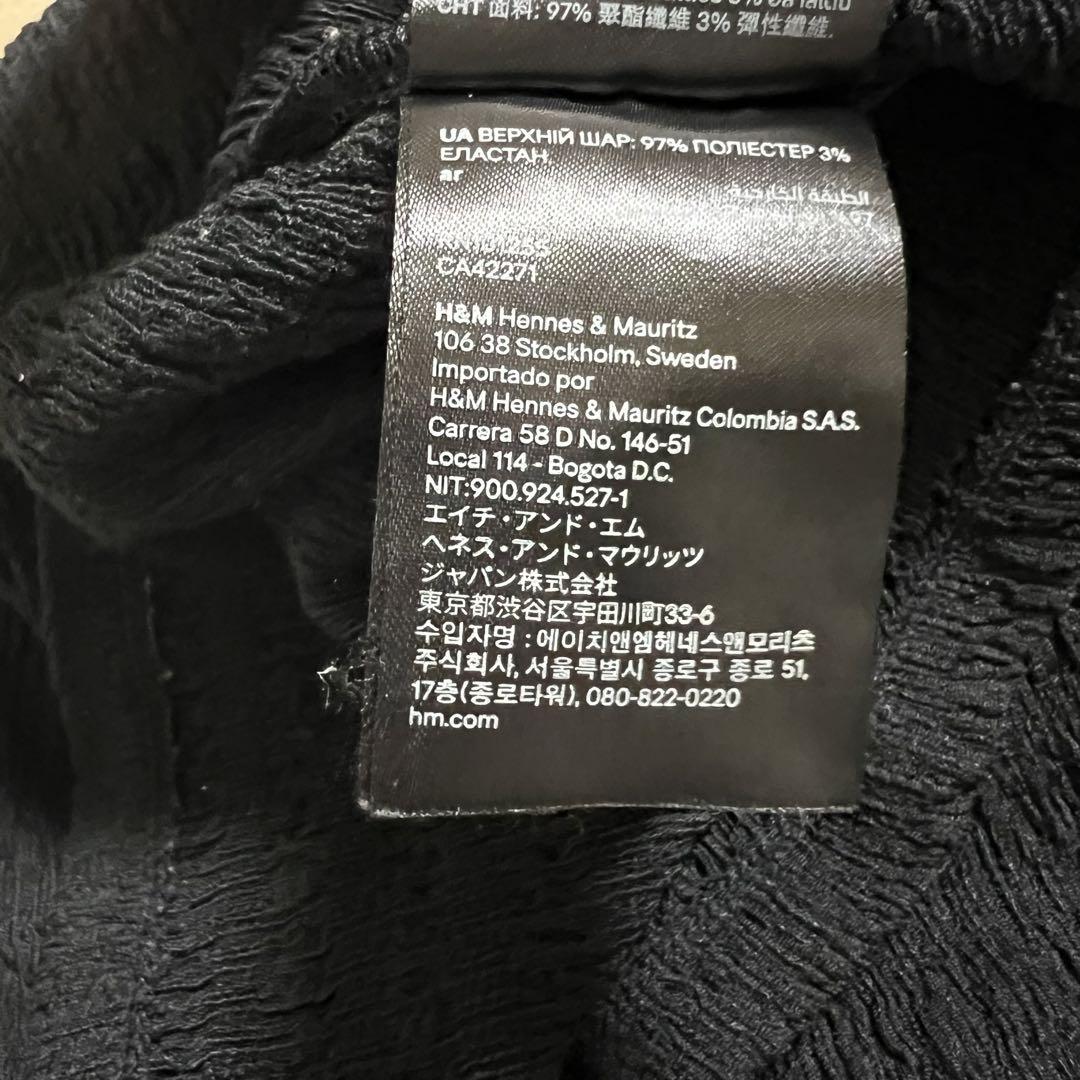 CHT 面料: 97% 聚酯纖維 3% 彈性纖維.
UA ВЕРХНІЙ ШАР: 97% ПОЛІЕСТЕР 3%
ЕЛАСТАН
ar
الطبقة الخارجية:
CA42271
H&M Hennes & Mauritz
106 38 Stockholm, Sweden
Importado por
H&M Hennes & Mauritz Colombia S.A.S.
Carrera 58 D No. 146-51
Local 114 - Bogota D.C.
NIT:900.924.527-1
エイチ・アンド・エム
ヘネス・アンド・マウリッツ
ジャパン株式会社
東京都渋谷区宇田川町33-6
수입자명 : 에이치앤엠헤네스앤모리츠
주식회사, 서울특별시 종로구 종로 51,
17층(종로타워), 080-822-0220
hm.com